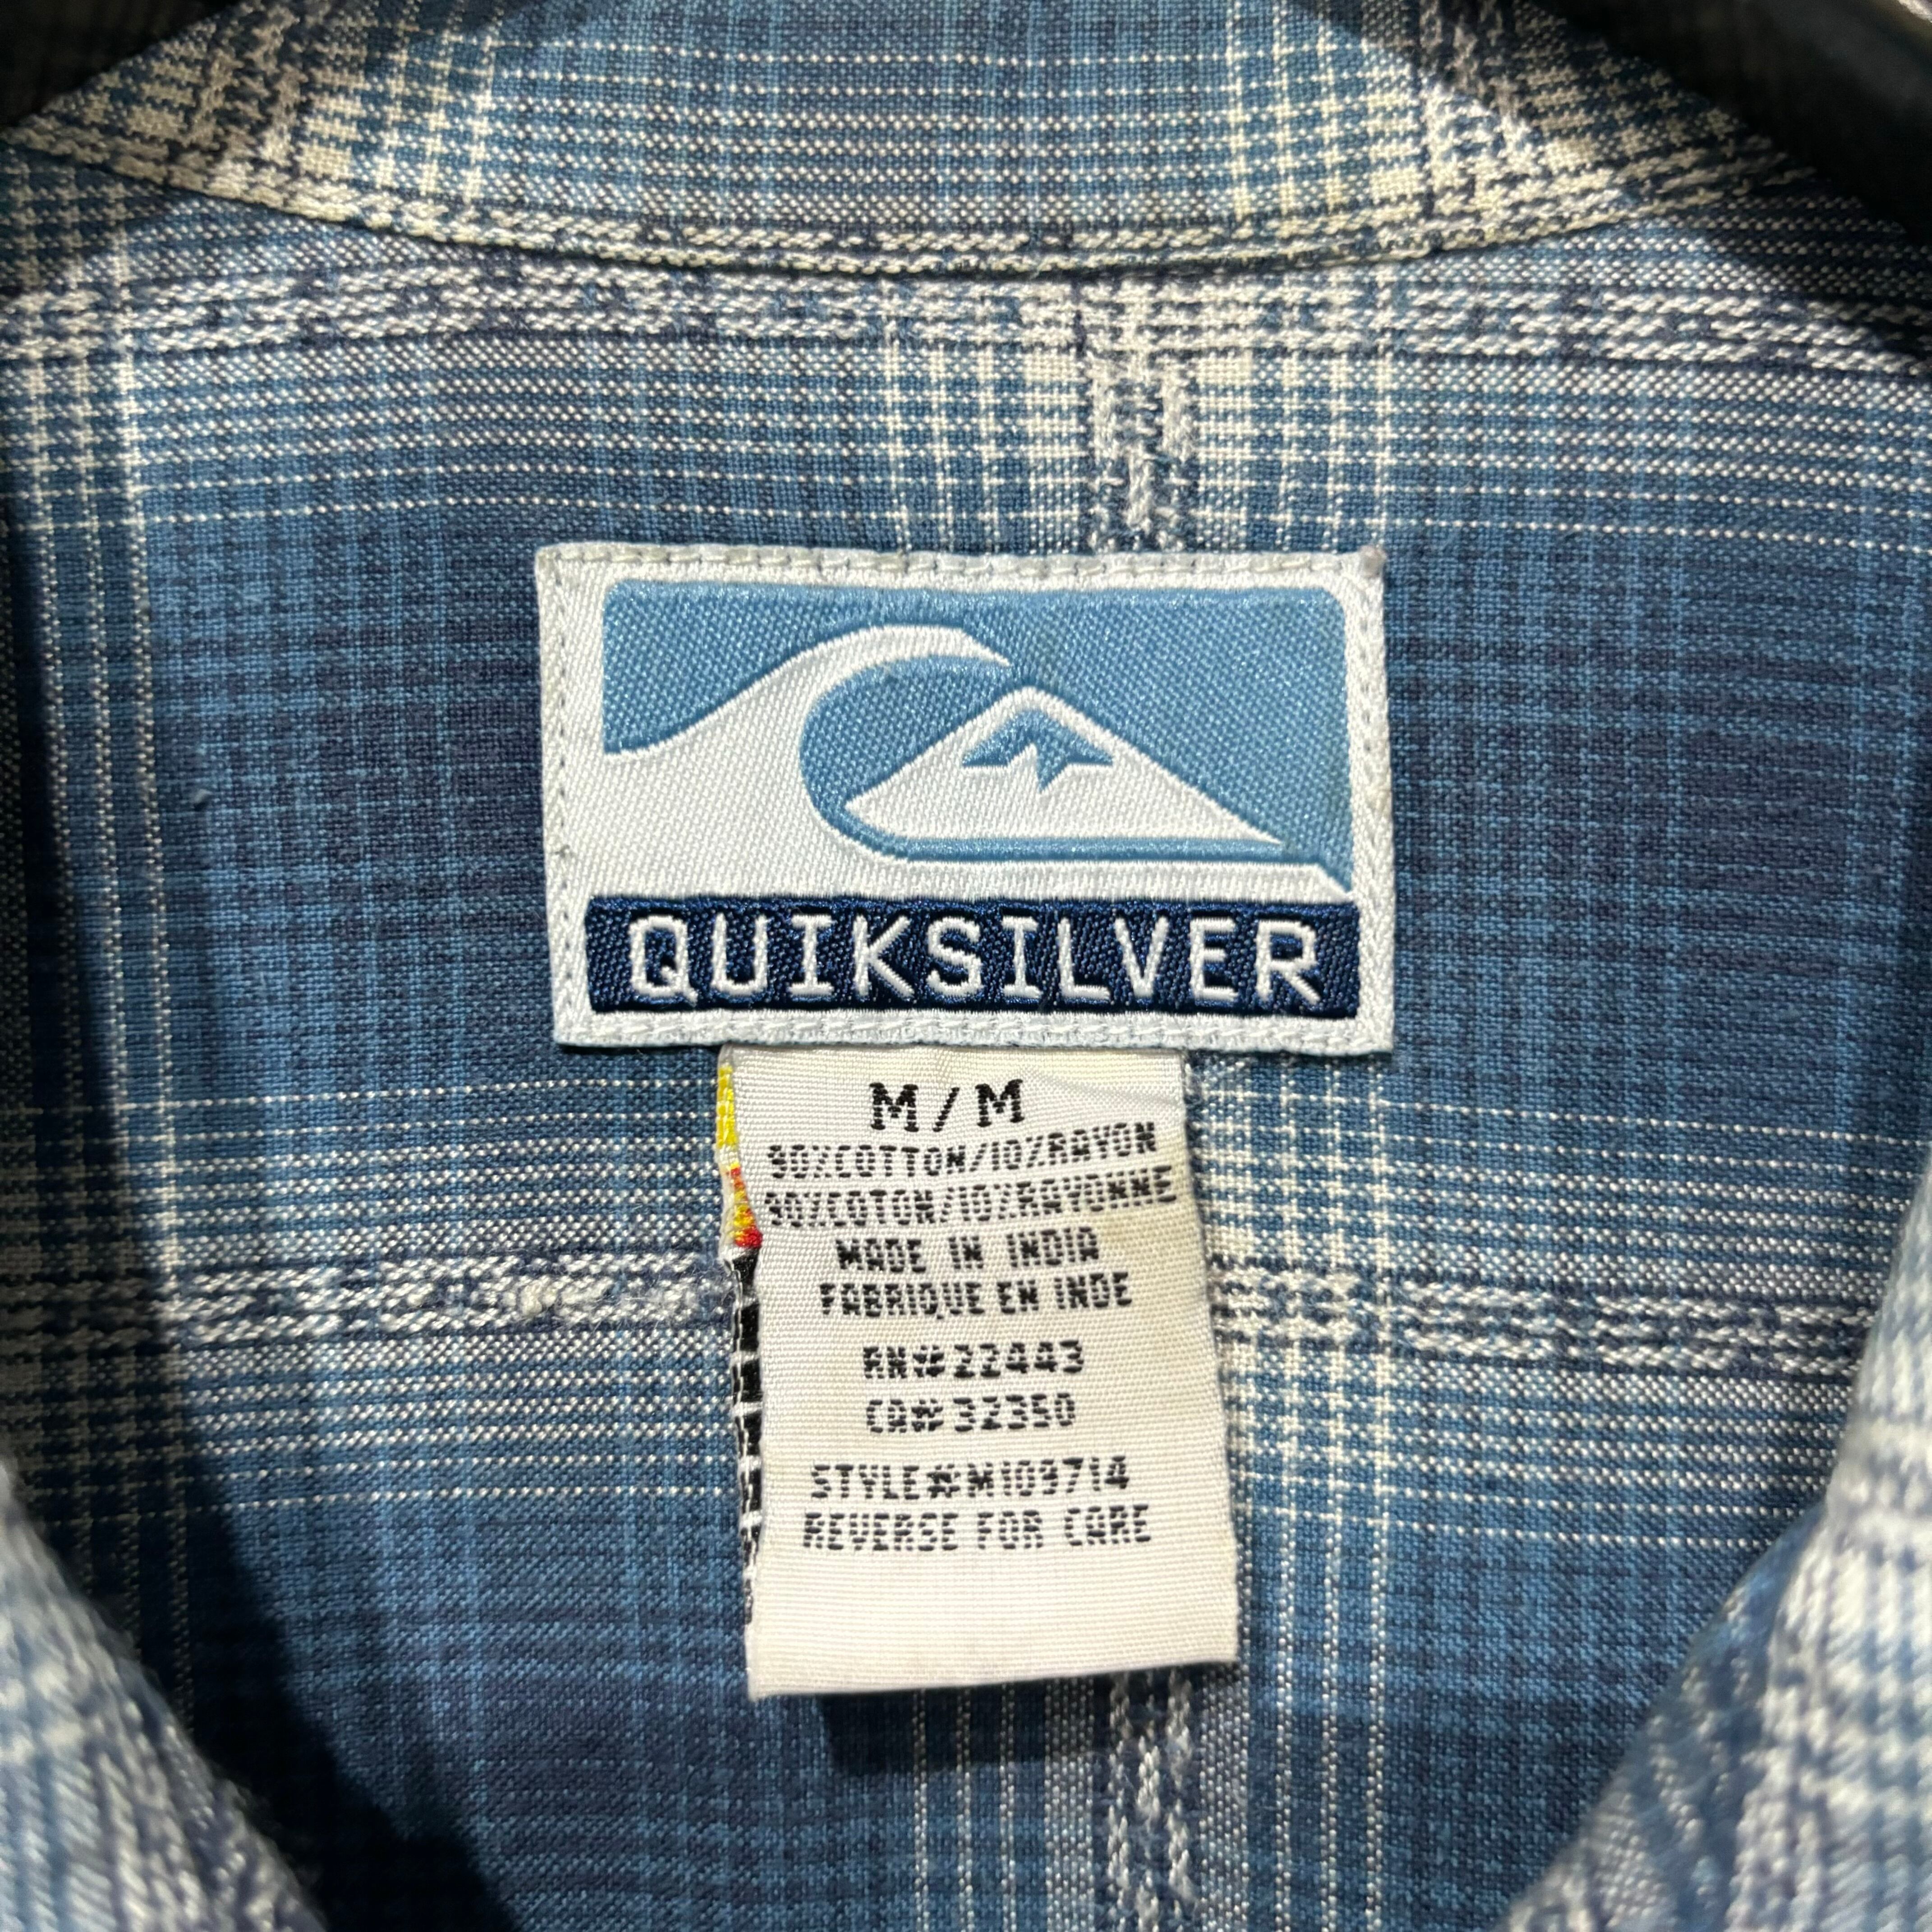 QUIKSILVER
M/M
90%COTTON/10%RAYON
90%COTON/10%RAYONNE
MADE IN INDIA
FABRIQUE EN INDE
RN#22443
CA#32350
STYLE#M109714
REVERSE FOR CARE